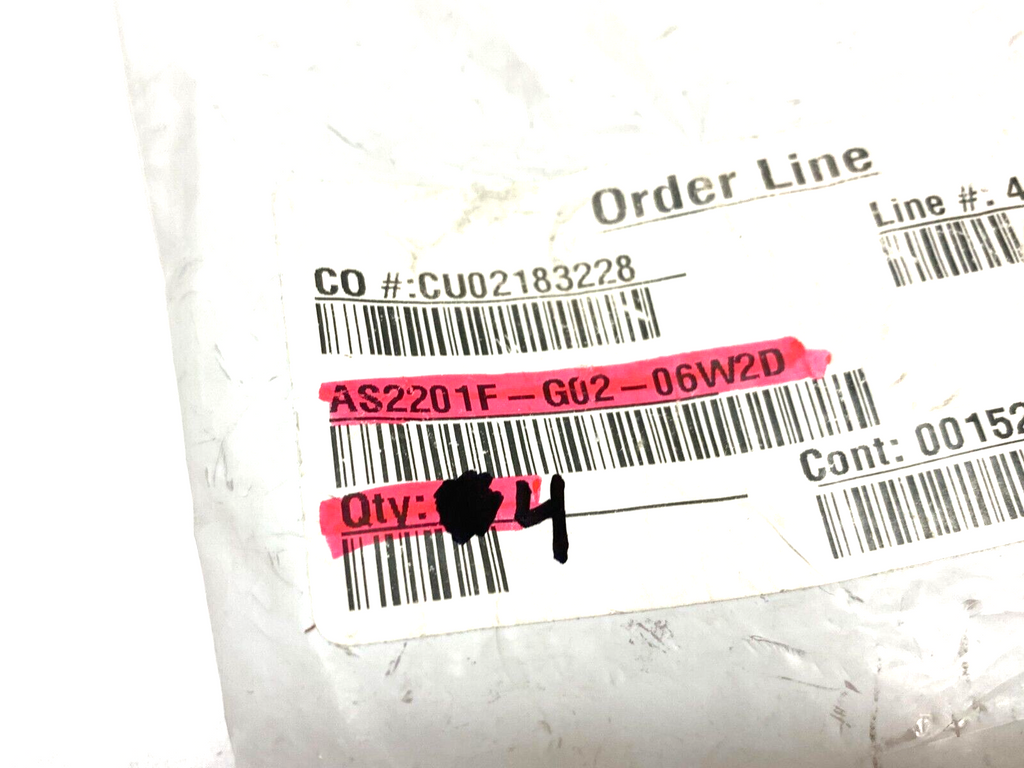 Order Line
Line #: 4
CO #:CU02183228
AS2201F-G02-06W2D
Cont: 00152
Qty: 4